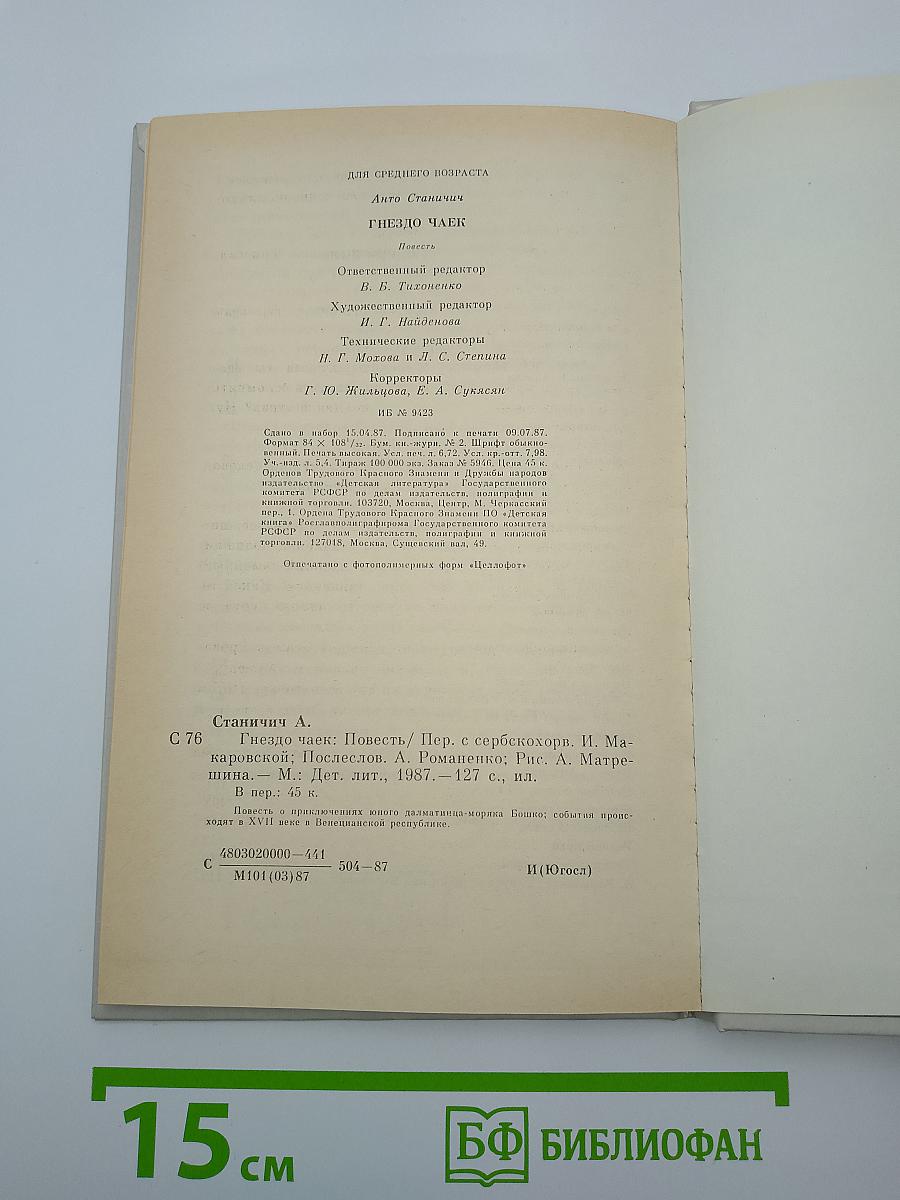 ДЛЯ СРЕДНЕГО ВОЗРАСТА
Анто Станичич
ГНЕЗДО ЧАЕК
Повесть
Ответственный редактор
В. Б. Тихоненко
Художественный редактор
И. Г. Найденова
Технические редакторы
Н. Г. Мохова и Л. С. Степина
Корректоры
Г. Ю. Жильцова, Е. А. Сукясян
ИБ № 9423
Сдано в набор 15.04.87. Подписано к печати 09.07.87.
Формат 84 × 108¹/₃₂. Бум. кн.-журн. № 2. Шрифт обыкно-
венный. Печать высокая. Усл. печ. л. 6,72. Усл. кр.-отт. 7,98.
Уч.-изд. л. 5,4. Тираж 100 000 экз. Заказ № 5946. Цена 45 к.
Орденов Трудового Красного Знамени и Дружбы народов
издательство «Детская литература» Государственного
комитета РСФСР по делам издательств, полиграфии и
книжной торговли. 103720, Москва, Центр, М. Черкасский
пер., 1. Ордена Трудового Красного Знамени ПО «Детская
книга» Росглавполиграфпрома Государственного комитета
РСФСР по делам издательств, полиграфии и книжной
торговли. 127018, Москва, Сущевский вал, 49.
Отпечатано с фотополимерных форм «Целлофот»
Станичич А.
С 76 Гнездо чаек: Повесть/ Пер. с сербскохорв. И. Ма-
каровской; Послеслов. А. Романенко; Рис. А. Матре-
шина.— М.: Дет. лит., 1987.—127 с., ил.
В пер.: 45 к.
Повесть о приключениях юного далматинца-моряка Бошко; события проис-
ходят в XVII веке в Венецианской республике.
С 4803020000—441 504—87
М101(03)87
И(Югосл)
15 см
БФ БИБЛИОФАН